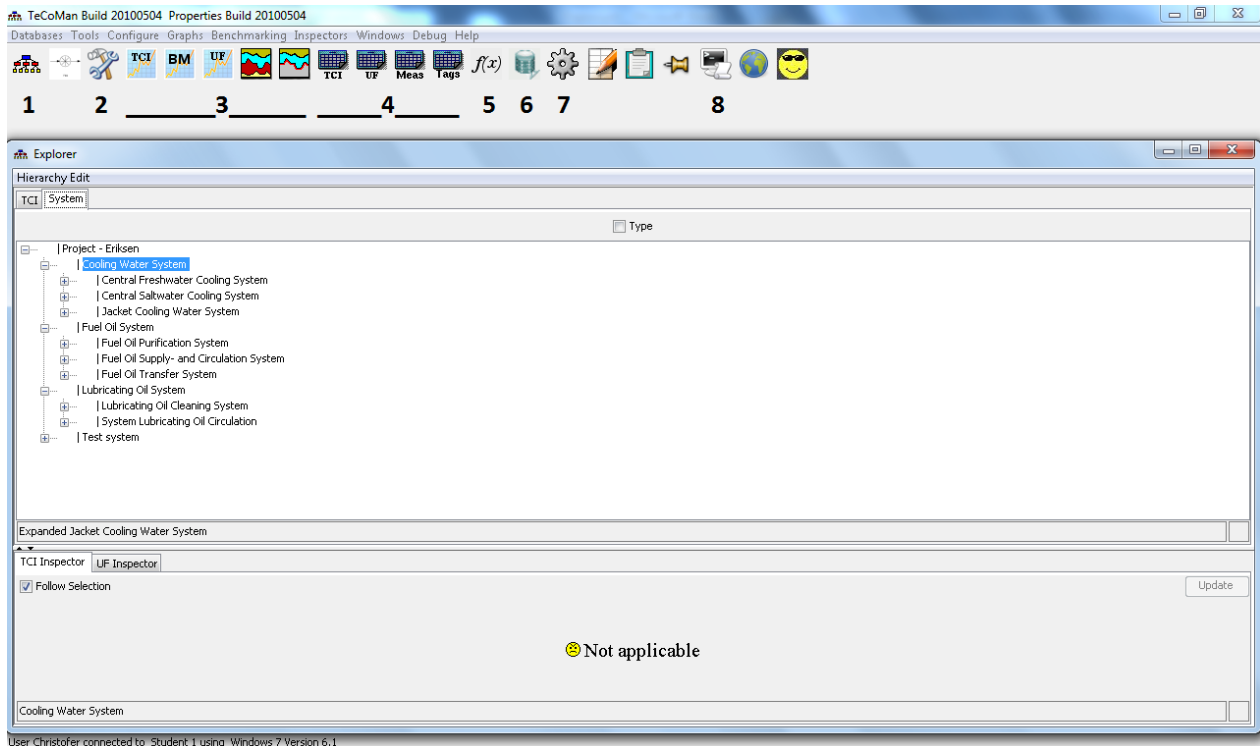 TeCoMan Build 20100504 Properties Build 20100504
Databases Tools Configure Graphs Benchmarking Inspectors Windows Debug Help
TCI BM UF TCI UF Meas Tags f(x)
1 2 3 4 5 6 7 8
Explorer
Hierarchy Edit
TCI System
Type
Project - Eriksen
Cooling Water System
Central Freshwater Cooling System
Central Saltwater Cooling System
Jacket Cooling Water System
Fuel Oil System
Fuel Oil Purification System
Fuel Oil Supply- and Circulation System
Fuel Oil Transfer System
Lubricating Oil System
Lubricating Oil Cleaning System
System Lubricating Oil Circulation
Test system
Expanded Jacket Cooling Water System
TCI Inspector UF Inspector
Follow Selection Update
Not applicable
Cooling Water System
User Christofer connected to Student 1 using Windows 7 Version 6.1